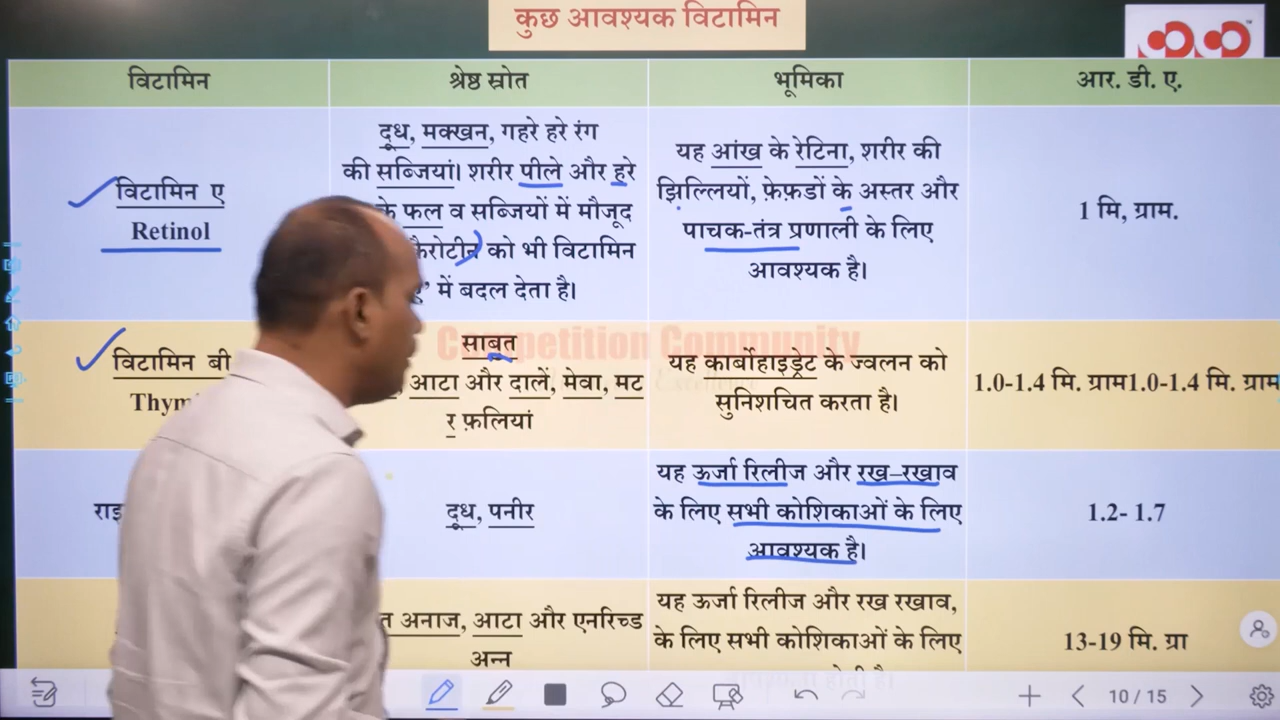 कुछ आवश्यक विटामिन
विटामिन
श्रेष्ठ स्रोत
भूमिका
आर. डी. ए.
विटामिन ए
Retinol
दूध, मक्खन, गहरे हरे रंग
की सब्जियां। शरीर पीले और हरे
के फल व सब्जियों में मौजूद
कैरोटीन को भी विटामिन
में बदल देता है।
यह आंख के रेटिना, शरीर की
झिल्लियों, फ़ेफ़डों के अस्तर और
पाचक-तंत्र प्रणाली के लिए
आवश्यक है।
1 मि, ग्राम.
Competition Community
विटामिन बी
साबत
आटा और दालें, मेवा, मट
र फ़लियां
यह कार्बोहाइड्रेट के ज्वलन को
सुनिशचित करता है।
1.0-1.4 मि. ग्राम1.0-1.4 मि. ग्राम
दूध, पनीर
यह ऊर्जा रिलीज और रख–रखाव
के लिए सभी कोशिकाओं के लिए
आवश्यक है।
1.2- 1.7
अनाज, आटा और एनरिच्ड
अन्न
यह ऊर्जा रिलीज और रख रखाव,
के लिए सभी कोशिकाओं के लिए
13-19 मि. ग्रा
10 / 15